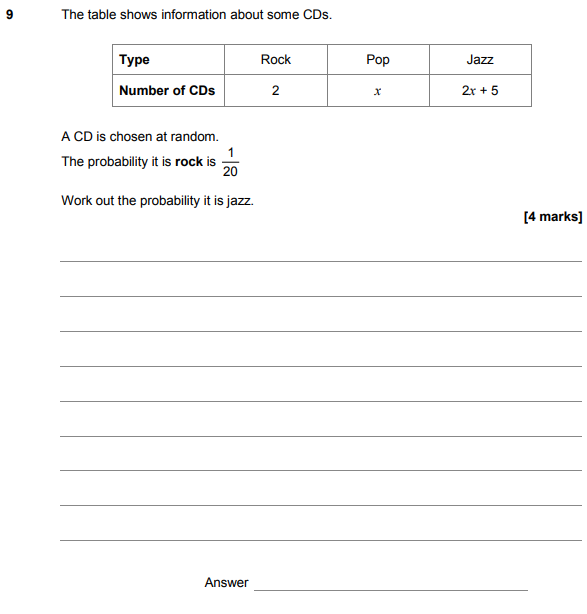 9 The table shows information about some CDs.
Type Rock Pop Jazz
Number of CDs 2 x 2x + 5
A CD is chosen at random.
The probability it is rock is 1/20
Work out the probability it is jazz.
[4 marks]
Answer